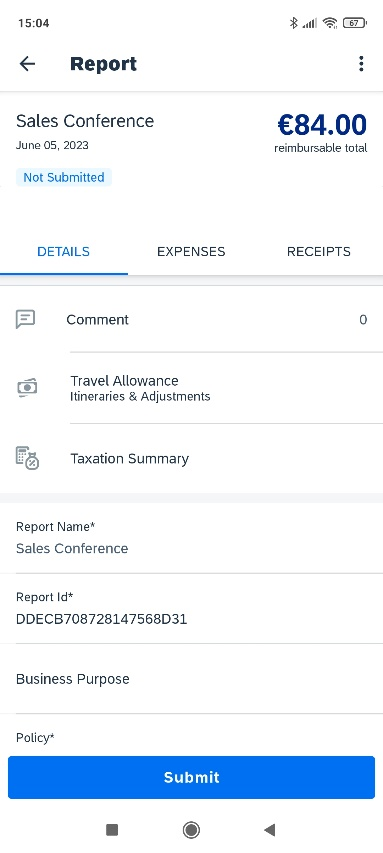 15:04
67
Report
Sales Conference
€84.00
June 05, 2023
reimbursable total
Not Submitted
DETAILS
EXPENSES
RECEIPTS
Comment
0
Travel Allowance
Itineraries & Adjustments
Taxation Summary
Report Name*
Sales Conference
Report Id*
DDECB708728147568D31
Business Purpose
Policy*
Submit